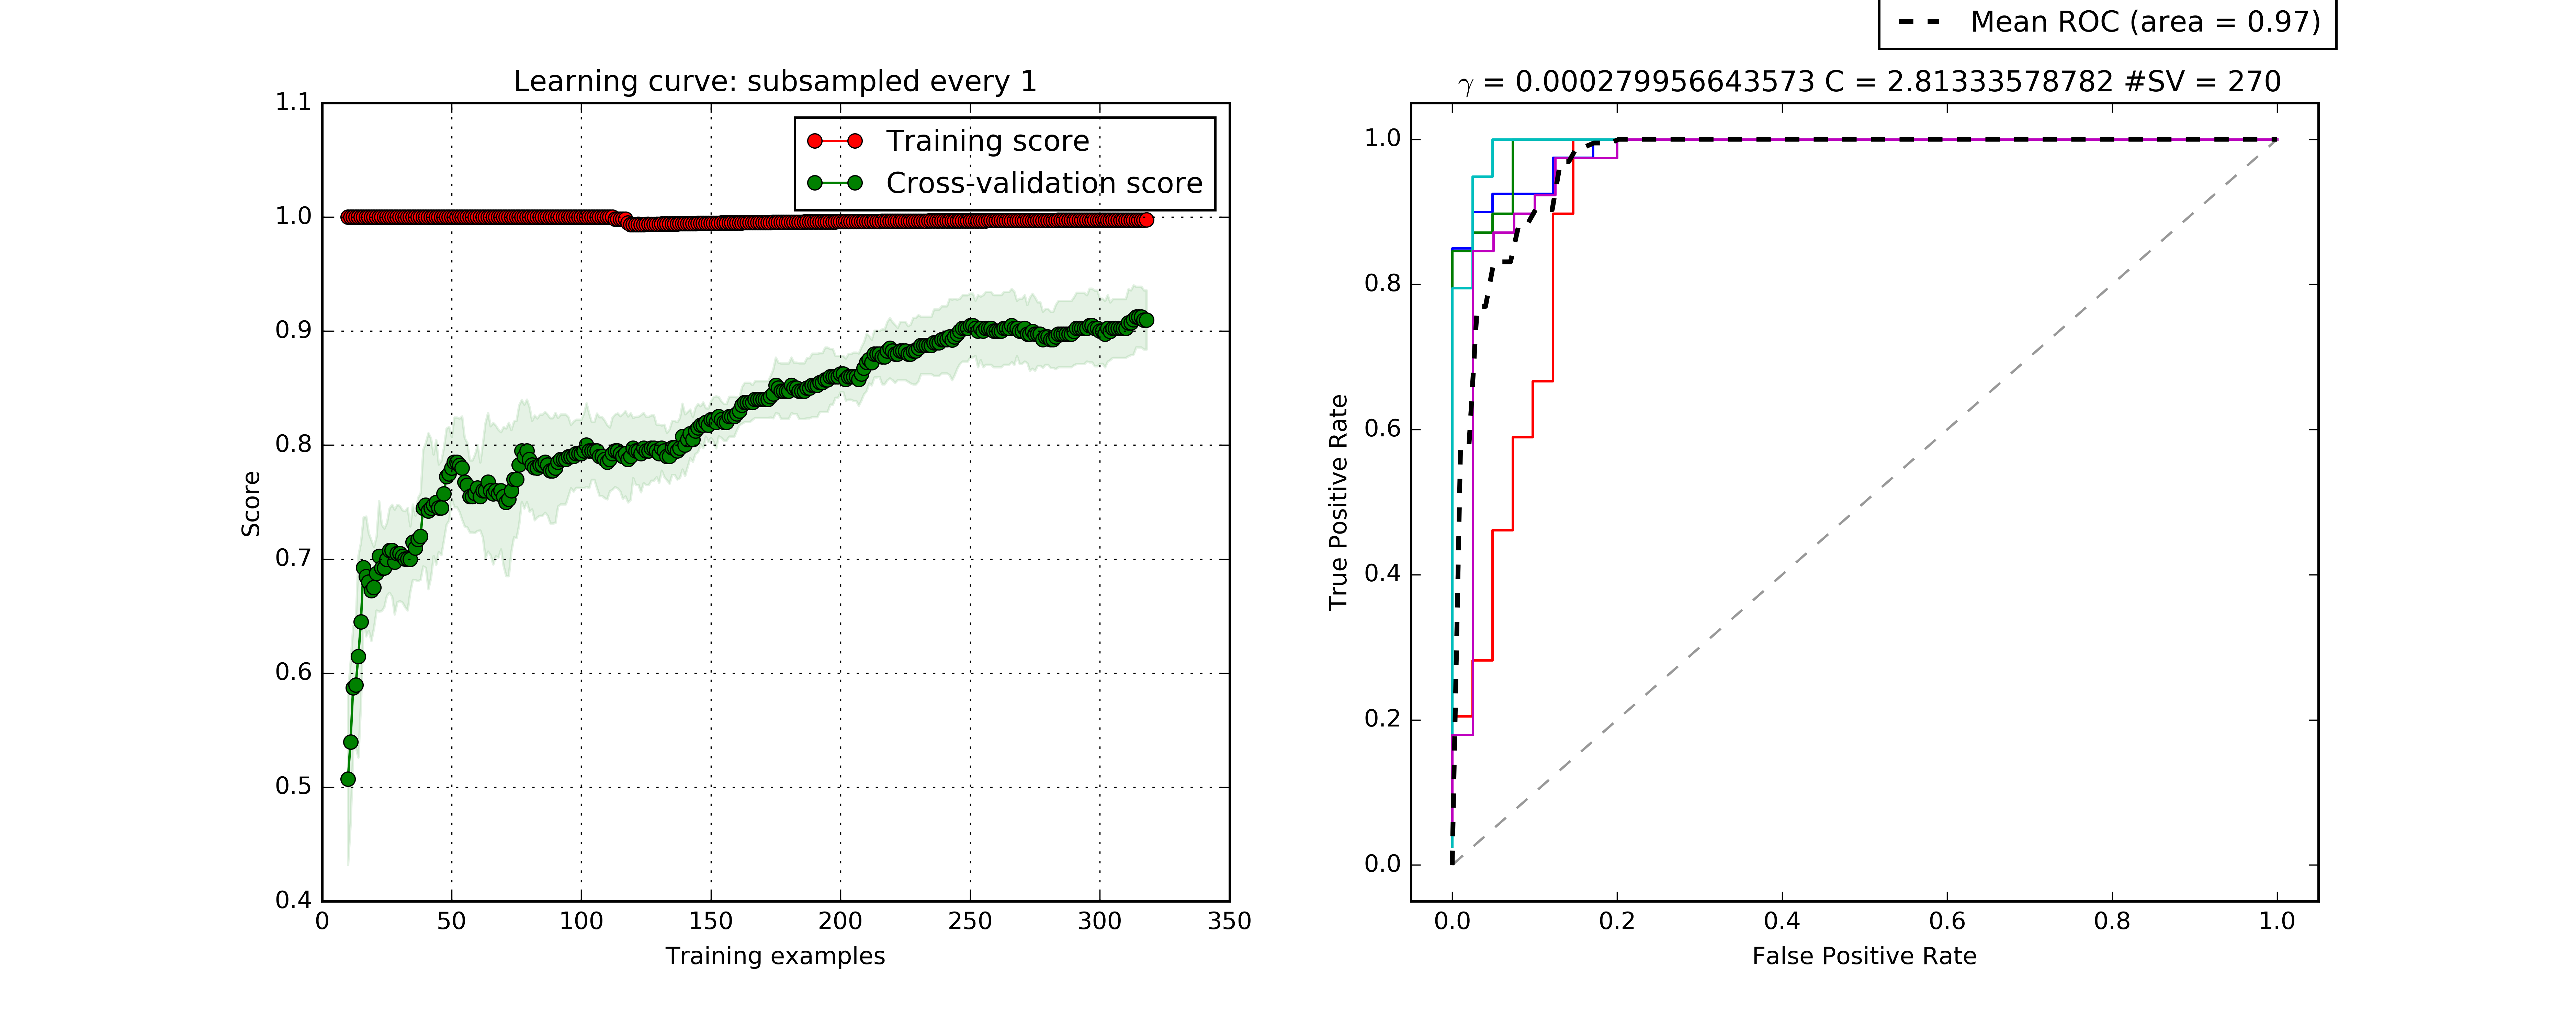 Mean ROC (area = 0.97)
Learning curve: subsampled every 1
γ = 0.000279956643573 C = 2.81333578782 #SV = 270
Training score
Cross-validation score
Score
1.1
1.0
0.9
0.8
0.7
0.6
0.5
0.4
0 50 100 150 200 250 300 350
Training examples
True Positive Rate
1.0
0.8
0.6
0.4
0.2
0.0
0.0 0.2 0.4 0.6 0.8 1.0
False Positive Rate